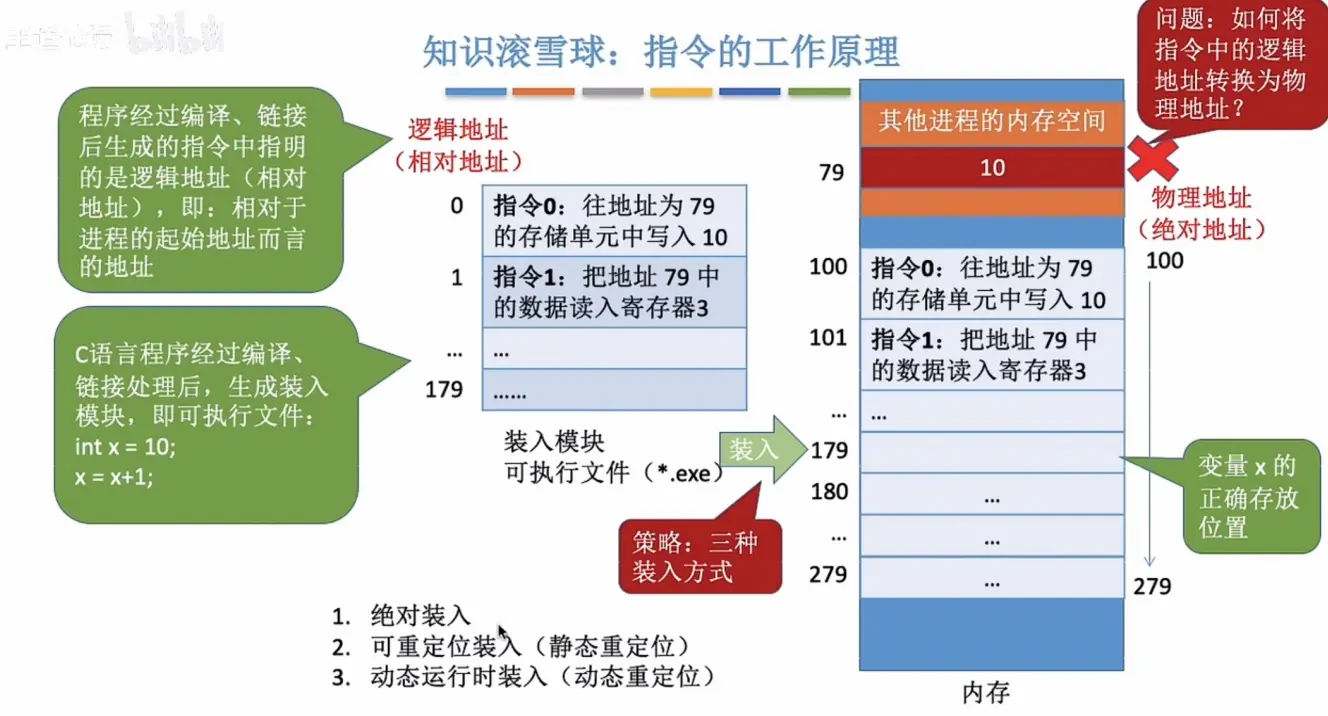 bilibili
知识滚雪球：指令的工作原理
程序经过编译、链接
后生成的指令中指明
的是逻辑地址（相对
地址），即：相对于
进程的起始地址而言
的地址
C语言程序经过编译、
链接处理后，生成装入
模块，即可执行文件：
int x = 10;
x = x+1;
逻辑地址
（相对地址）
0
指令0：往地址为 79
的存储单元中写入 10
1
指令1：把地址 79 中
的数据读入寄存器3
...
...
179
......
装入模块
可执行文件（*.exe）
装入
策略：三种
装入方式
1. 绝对装入
2. 可重定位装入（静态重定位）
3. 动态运行时装入（动态重定位）
问题：如何将
指令中的逻辑
地址转换为物
理地址？
其他进程的内存空间
79
10
物理地址
（绝对地址）
100
指令0：往地址为 79
的存储单元中写入 10
100
101
指令1：把地址 79 中
的数据读入寄存器3
...
...
179
180
...
...
...
279
...
279
变量 x 的
正确存放
位置
内存